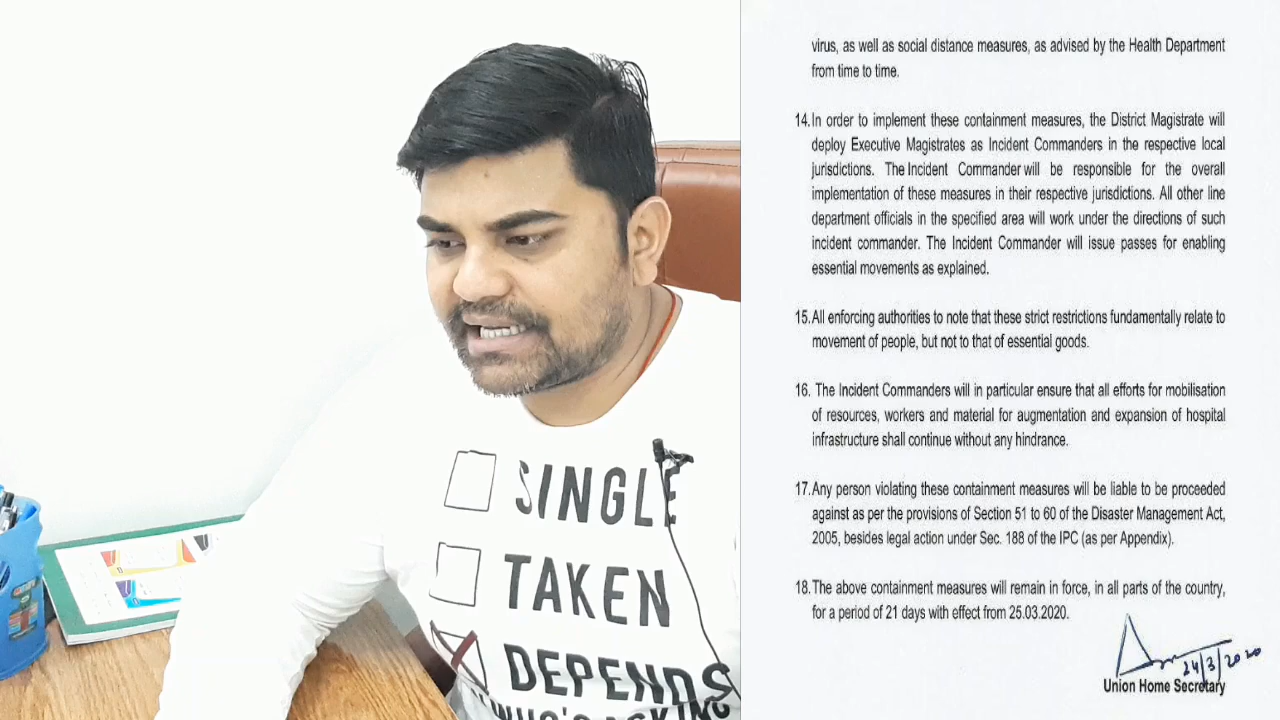 SINGLE
TAKEN
DEPENDS
WHO'S ASKING
virus, as well as social distance measures, as advised by the Health Department
from time to time.
14.In order to implement these containment measures, the District Magistrate will
deploy Executive Magistrates as Incident Commanders in the respective local
jurisdictions. The Incident Commander will be responsible for the overall
implementation of these measures in their respective jurisdictions. All other line
department officials in the specified area will work under the directions of such
incident commander. The Incident Commander will issue passes for enabling
essential movements as explained.
15.All enforcing authorities to note that these strict restrictions fundamentally relate to
movement of people, but not to that of essential goods.
16. The Incident Commanders will in particular ensure that all efforts for mobilisation
of resources, workers and material for augmentation and expansion of hospital
infrastructure shall continue without any hindrance.
17.Any person violating these containment measures will be liable to be proceeded
against as per the provisions of Section 51 to 60 of the Disaster Management Act,
2005, besides legal action under Sec. 188 of the IPC (as per Appendix).
18.The above containment measures will remain in force, in all parts of the country,
for a period of 21 days with effect from 25.03.2020.
24/3/2020
Union Home Secretary